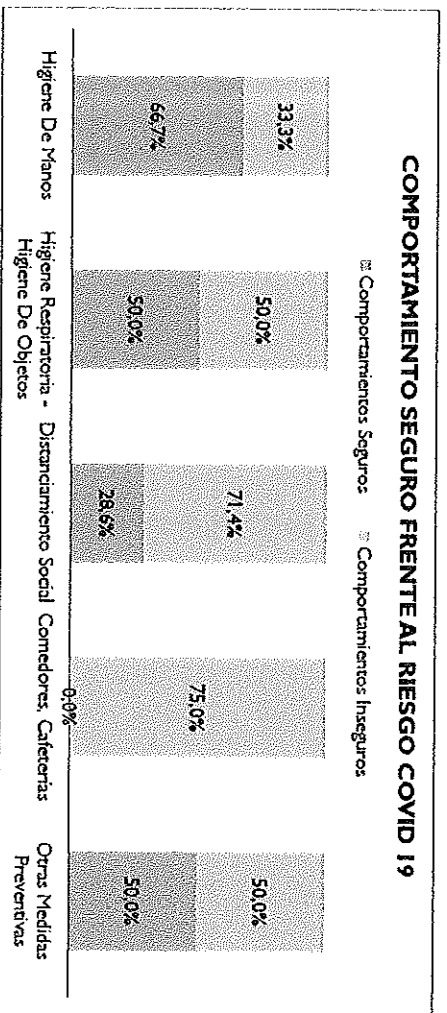 COMPORTAMIENTO SEGURO FRENTE AL RIESGO COVID 19
Comportamientos Seguros Comportamientos Inseguros
33,3% 50,0% 71,4% 75,0% 50,0%
66,7% 50,0% 28,6% 0,0% 50,0%
Higiene De Manos Higiene Respiratoria - Distanciamiento Social Comedores, Cafeterías Otras Medidas
Higiene De Objetos Preventivas